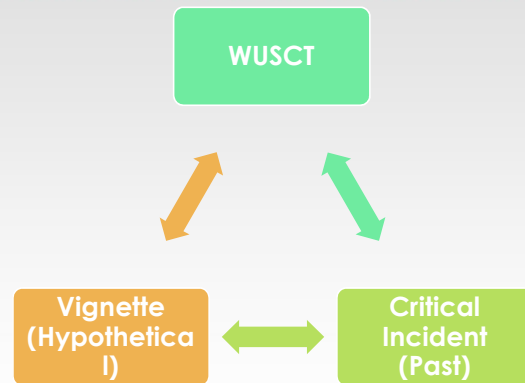 WUSCT
Vignette
(Hypothetica
l)
Critical
Incident
(Past)